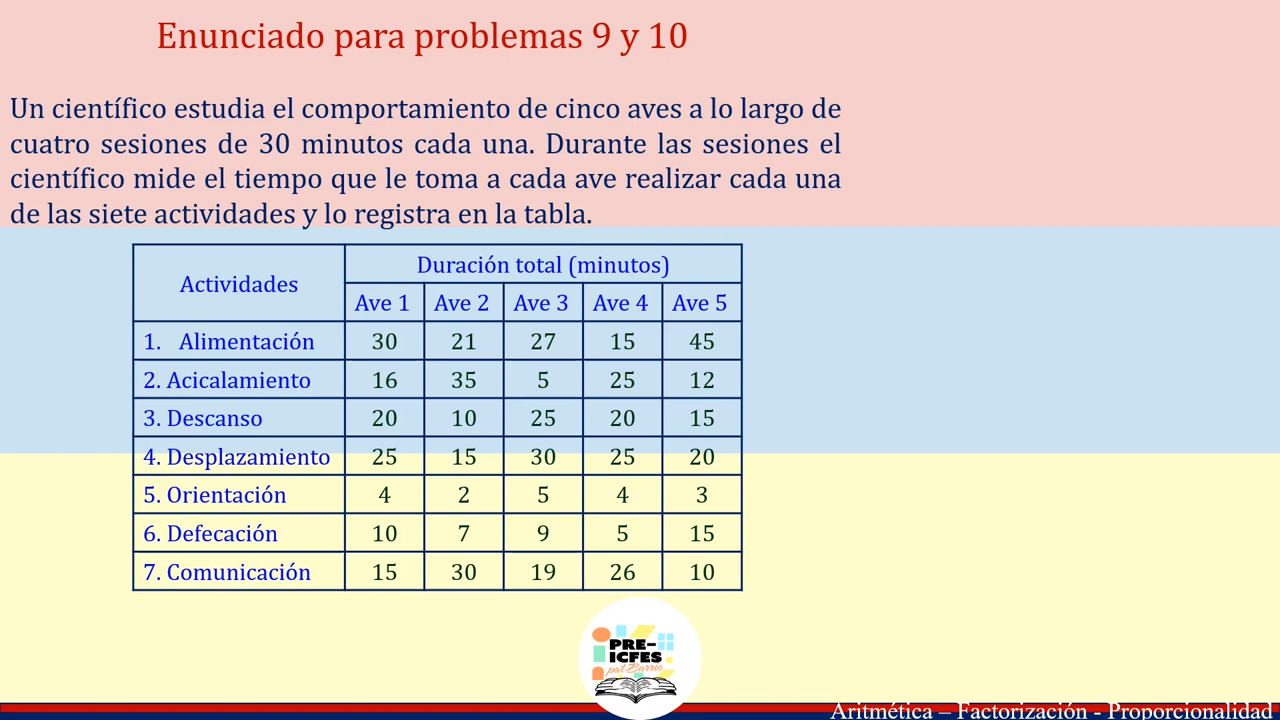 Enunciado para problemas 9 y 10
Un científico estudia el comportamiento de cinco aves a lo largo de
cuatro sesiones de 30 minutos cada una. Durante las sesiones el
científico mide el tiempo que le toma a cada ave realizar cada una
de las siete actividades y lo registra en la tabla.
Actividades Duración total (minutos)
Ave 1 Ave 2 Ave 3 Ave 4 Ave 5
1. Alimentación 30 21 27 15 45
2. Acicalamiento 16 35 5 25 12
3. Descanso 20 10 25 20 15
4. Desplazamiento 25 15 30 25 20
5. Orientación 4 2 5 4 3
6. Defecación 10 7 9 5 15
7. Comunicación 15 30 19 26 10
PRE-
ICFES
pa'l Barrio
Aritmética – Factorización - Proporcionalidad